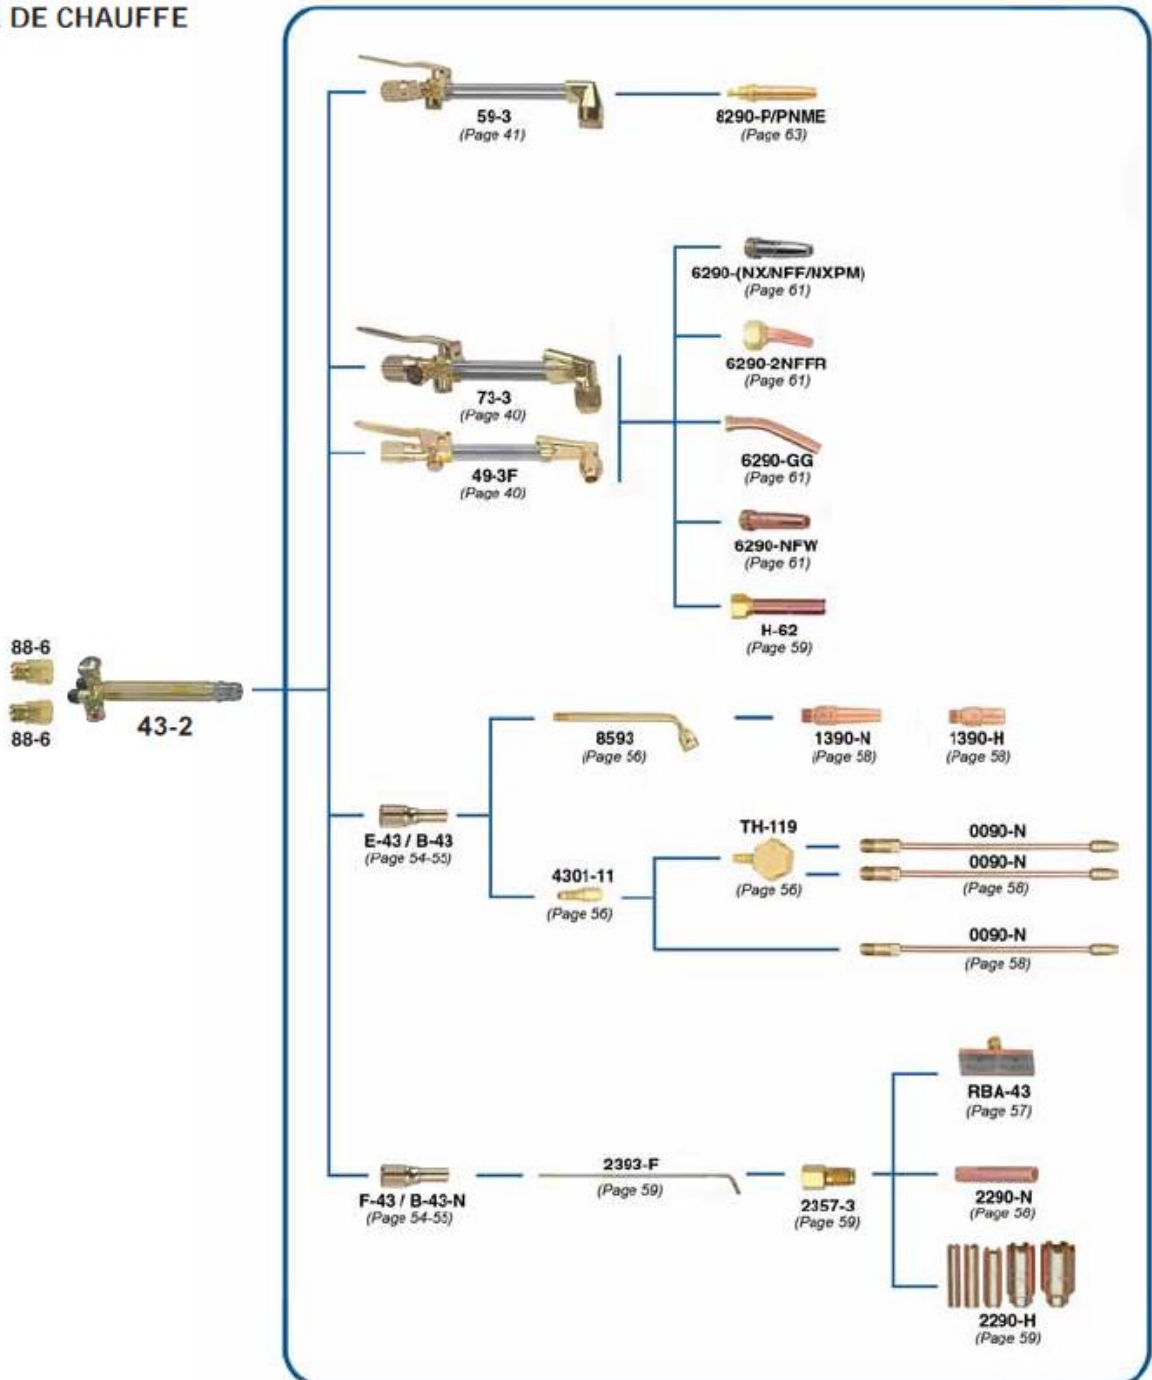 DE CHAUFFE
59-3
(Page 41)
8290-P/PNME
(Page 63)
6290-(NX/NFF/NXPM)
(Page 61)
6290-2NFFR
(Page 61)
73-3
(Page 40)
6290-GG
(Page 61)
49-3F
(Page 40)
6290-NFW
(Page 61)
H-62
(Page 59)
88-6
43-2
88-6
8593
(Page 56)
1390-N
(Page 58)
1390-H
(Page 58)
E-43 / B-43
(Page 54-55)
TH-119
(Page 56)
0090-N
0090-N
(Page 58)
4301-11
(Page 56)
0090-N
(Page 58)
RBA-43
(Page 57)
F-43 / B-43-N
(Page 54-55)
2393-F
(Page 59)
2357-3
(Page 59)
2290-N
(Page 58)
2290-H
(Page 59)